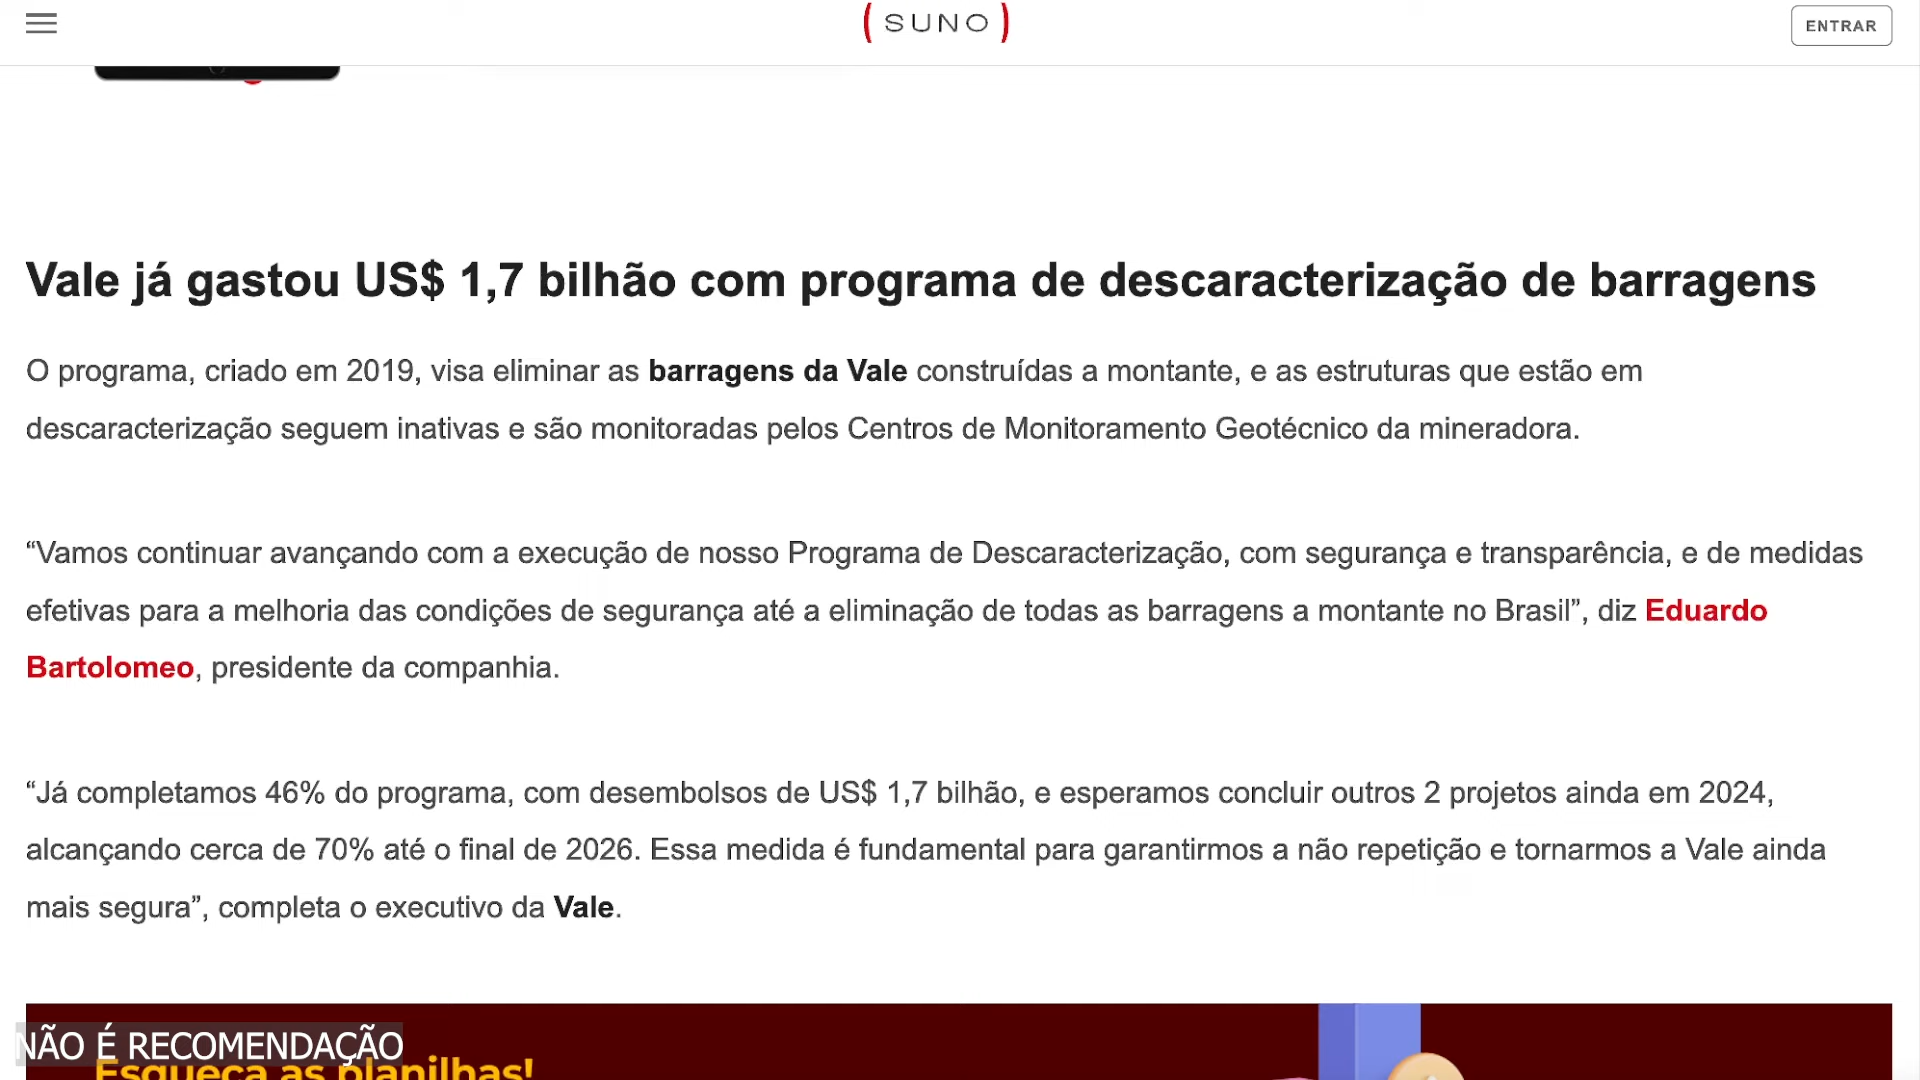 ( SUNO )
ENTRAR
Vale já gastou US$ 1,7 bilhão com programa de descaracterização de barragens
O programa, criado em 2019, visa eliminar as barragens da Vale construídas a montante, e as estruturas que estão em
descaracterização seguem inativas e são monitoradas pelos Centros de Monitoramento Geotécnico da mineradora.
“Vamos continuar avançando com a execução de nosso Programa de Descaracterização, com segurança e transparência, e de medidas
efetivas para a melhoria das condições de segurança até a eliminação de todas as barragens a montante no Brasil”, diz Eduardo
Bartolomeo, presidente da companhia.
“Já completamos 46% do programa, com desembolsos de US$ 1,7 bilhão, e esperamos concluir outros 2 projetos ainda em 2024,
alcançando cerca de 70% até o final de 2026. Essa medida é fundamental para garantirmos a não repetição e tornarmos a Vale ainda
mais segura”, completa o executivo da Vale.
NÃO É RECOMENDAÇÃO
Esqueça as planilhas!